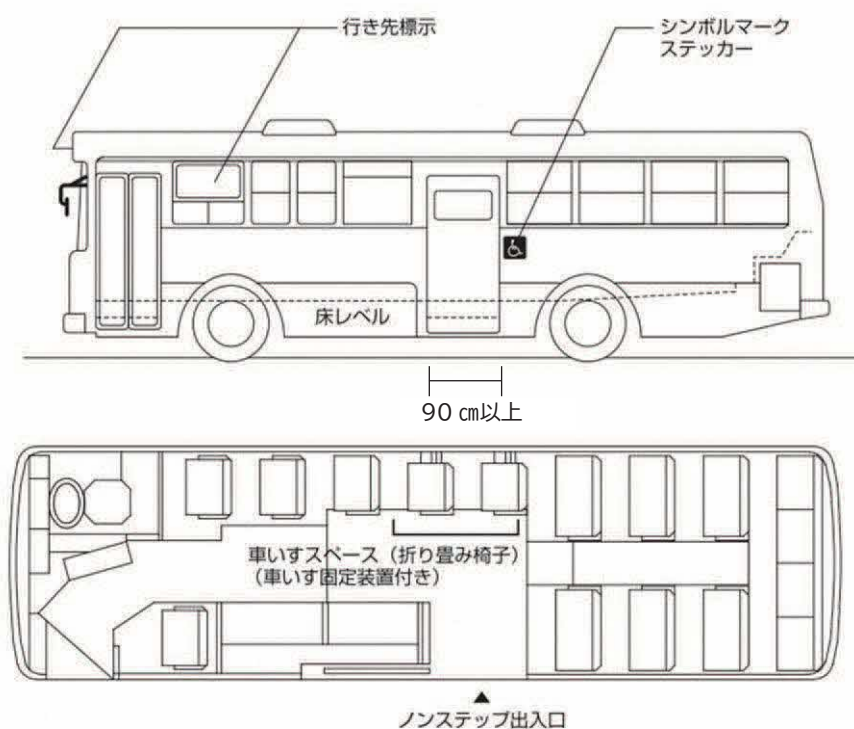 行き先標示
シンボルマーク
ステッカー
床レベル
90 ㎝以上
車いすスペース（折り畳み椅子）
（車いす固定装置付き）
ノンステップ出入口